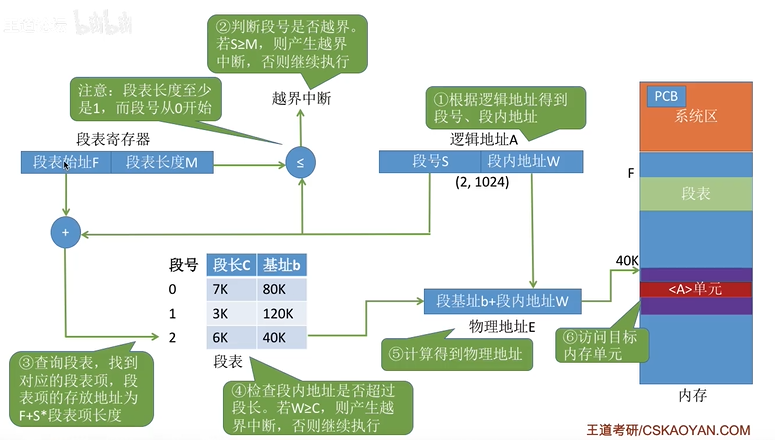 王道考研
bilibili
②判断段号是否越界。
若S≥M，则产生越界
中断，否则继续执行
注意：段表长度至少
是1，而段号从0开始
越界中断
①根据逻辑地址得到
段号、段内地址
PCB
系统区
段表寄存器
逻辑地址A
段表始址F 段表长度M
≤
段号S 段内地址W
(2, 1024)
F
段表
+
段号 段长C 基址b
0 7K 80K
1 3K 120K
2 6K 40K
段表
40K
<A>单元
段基址b+段内地址W
物理地址E
③查询段表，找到
对应的段表项，段
表项的存放地址为
F+S*段表项长度
④检查段内地址是否超过
段长。若W≥C，则产生越
界中断，否则继续执行
⑤计算得到物理地址
⑥访问目标
内存单元
内存
王道考研/CSKAOYAN.COM